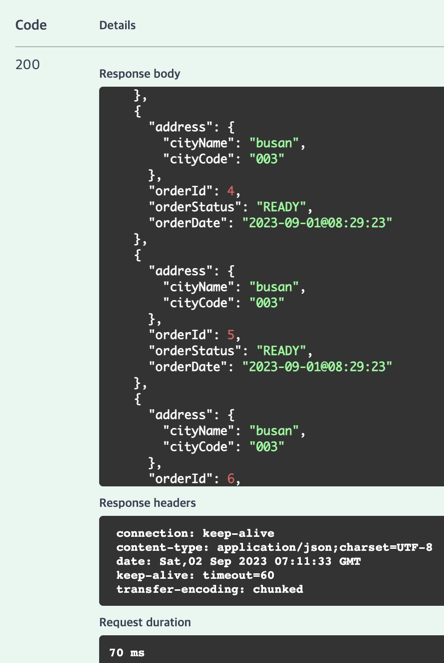 Code Details
200
Response body
},
{
"address": {
"cityName": "busan",
"cityCode": "003"
},
"orderId": 4,
"orderStatus": "READY",
"orderDate": "2023-09-01@08:29:23"
},
{
"address": {
"cityName": "busan",
"cityCode": "003"
},
"orderId": 5,
"orderStatus": "READY",
"orderDate": "2023-09-01@08:29:23"
},
{
"address": {
"cityName": "busan",
"cityCode": "003"
},
"orderId": 6,
Response headers
connection: keep-alive
content-type: application/json;charset=UTF-8
date: Sat,02 Sep 2023 07:11:33 GMT
keep-alive: timeout=60
transfer-encoding: chunked
Request duration
70 ms